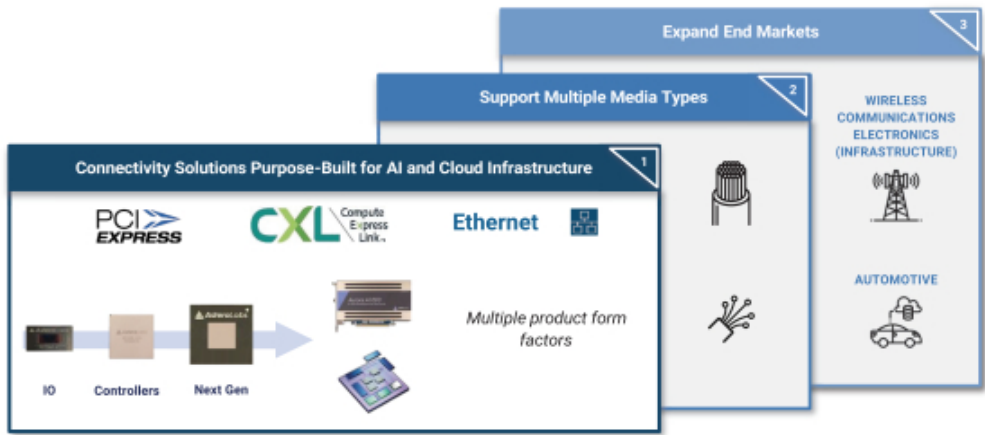 Expand End Markets
3
Support Multiple Media Types
2
WIRELESS
COMMUNICATIONS
ELECTRONICS
(INFRASTRUCTURE)
Connectivity Solutions Purpose-Built for AI and Cloud Infrastructure
1
PCI
EXPRESS
CXL
Compute
Express
Link™
Ethernet
AUTOMOTIVE
AsteraLabs
Multiple product form
factors
IO
Controllers
Next Gen